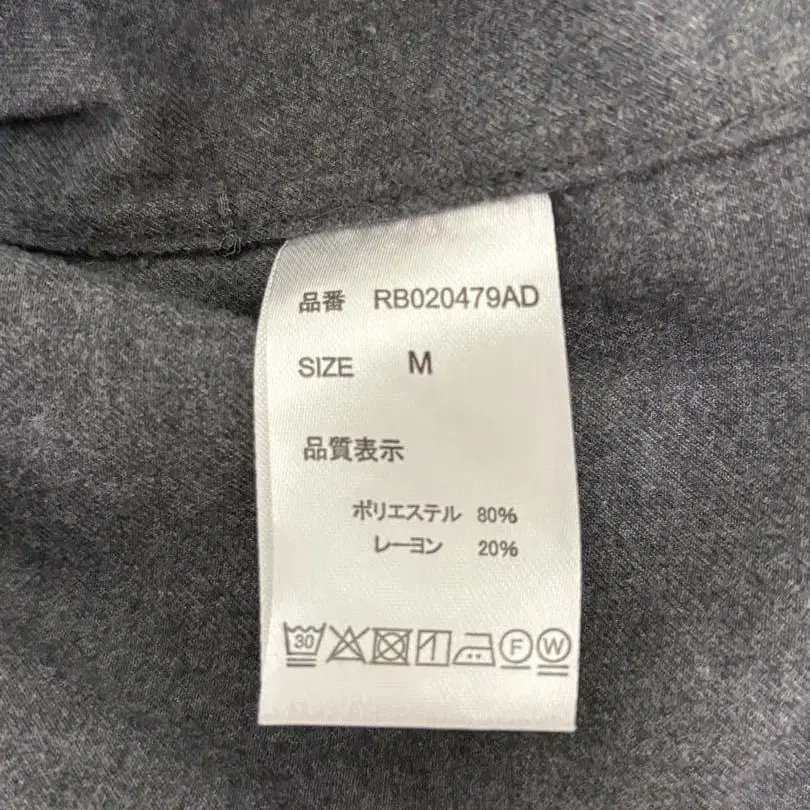 品番 RB020479AD
SIZE M
品質表示
ポリエステル 80%
レーヨン 20%
30 F W